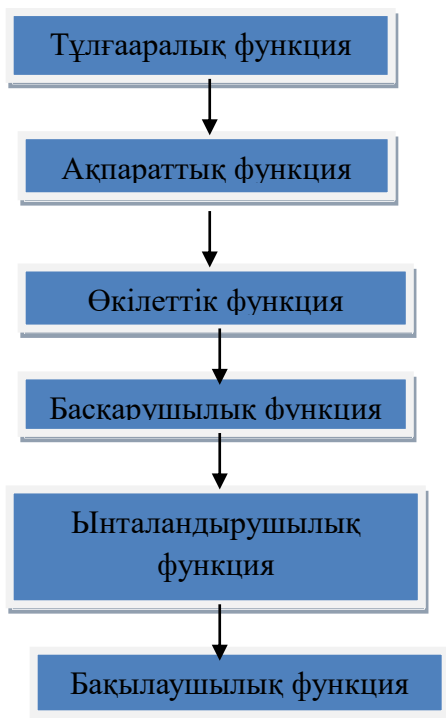 Тұлғааралық функция
Ақпараттық функция
Өкілеттік функция
Басқарушылық функция
Ынталандырушылық
функция
Бақылаушылық функция